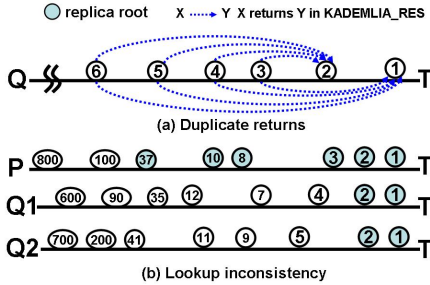 replica root X Y X returns Y in KADEMLIA_RES
Q 6 5 4 3 2 1 T
(a) Duplicate returns
P 800 100 37 10 8 3 2 1 T
Q1 600 90 35 12 7 4 2 1 T
Q2 700 200 41 11 9 5 2 1 T
(b) Lookup inconsistency